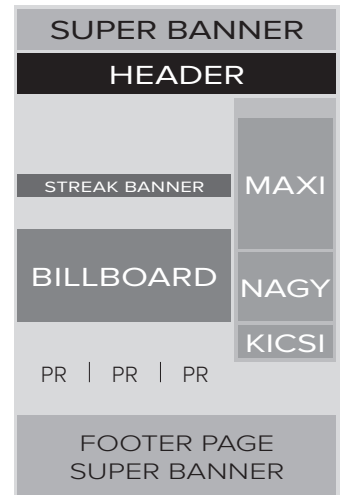 SUPER BANNER
HEADER
STREAK BANNER
MAXI
BILLBOARD
NAGY
KICSI
PR | PR | PR
FOOTER PAGE
SUPER BANNER